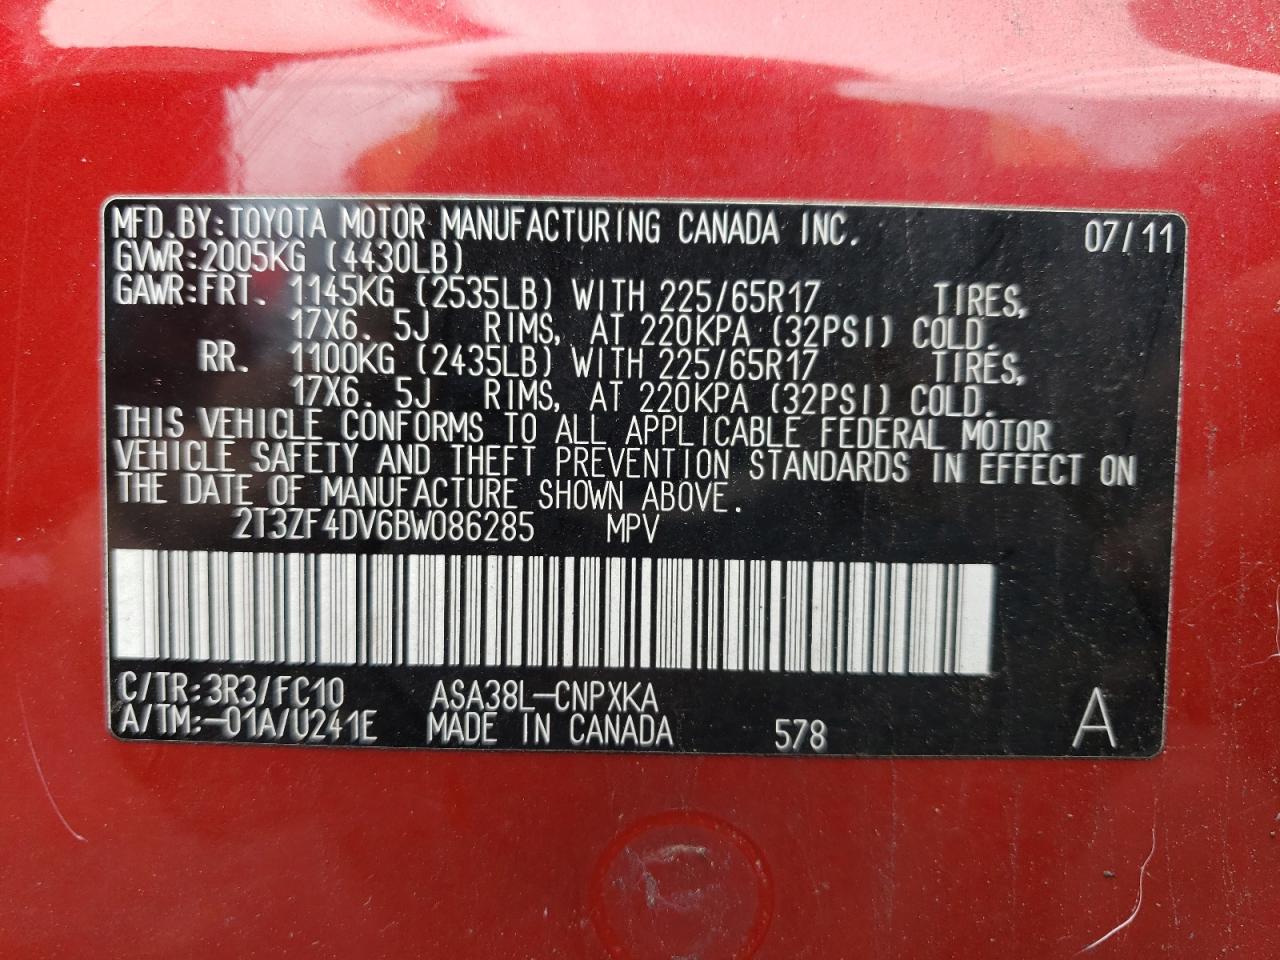 MFD.BY:TOYOTA MOTOR MANUFACTURING CANADA INC. 07/11
GVWR:2005KG (4430LB)
GAWR:FRT. 1145KG (2535LB) WITH 225/65R17 TIRES,
17X6. 5J RIMS, AT 220KPA (32PSI) COLD.
RR. 1100KG (2435LB) WITH 225/65R17 TIRES,
17X6. 5J RIMS, AT 220KPA (32PSI) COLD.
THIS VEHICLE CONFORMS TO ALL APPLICABLE FEDERAL MOTOR
VEHICLE SAFETY AND THEFT PREVENTION STANDARDS IN EFFECT ON
THE DATE OF MANUFACTURE SHOWN ABOVE.
2T3ZF4DV6BW086285 MPV
C/TR:3R3/FC10 ASA38L-CNPXKA
A/TM:-01A/U241E MADE IN CANADA 578 A